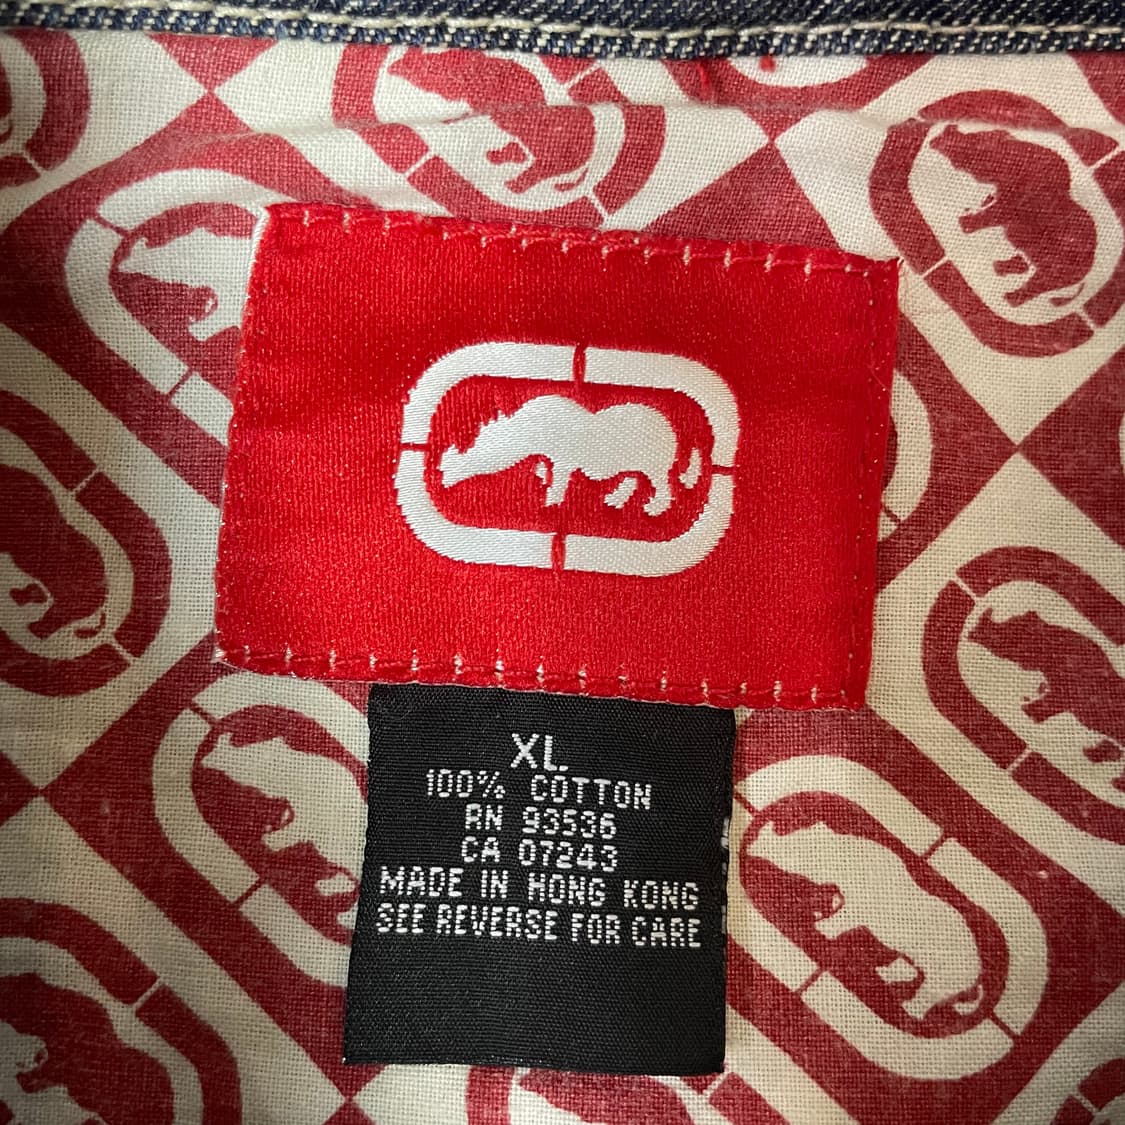 XL
100% COTTON
RN 93536
CA 07243
MADE IN HONG KONG
SEE REVERSE FOR CARE